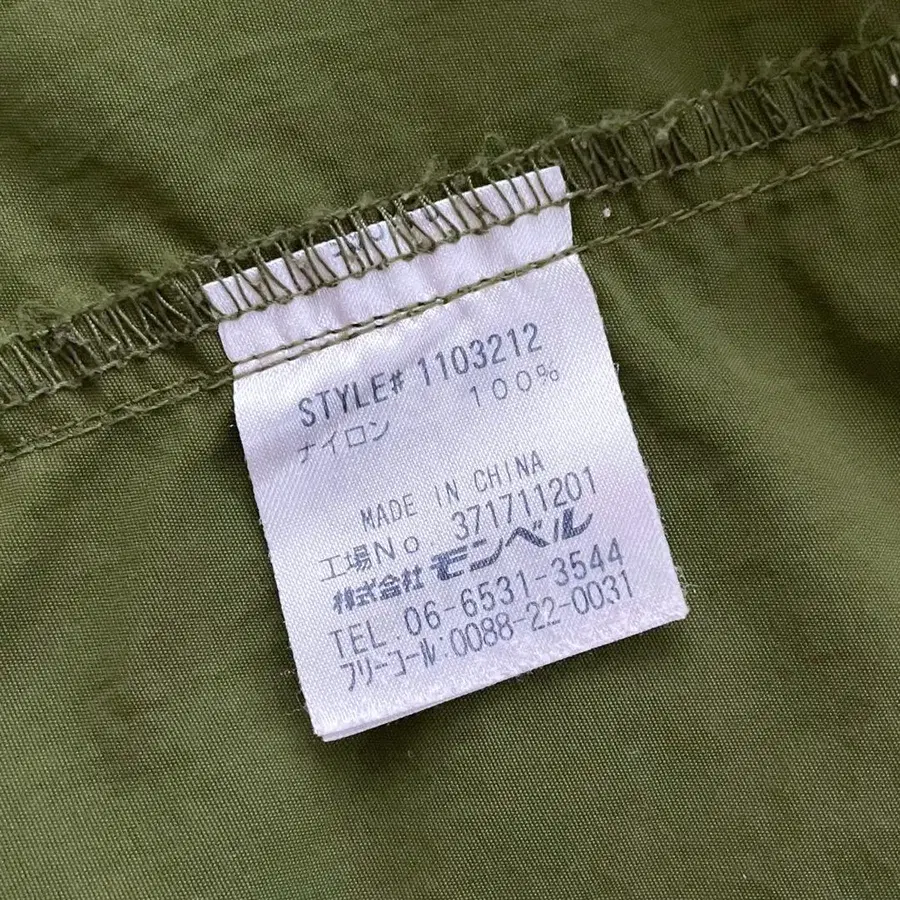 STYLE# 1103212
ナイロン 100%
MADE IN CHINA
工場No. 371711201
株式会社 モンベル
TEL.06-6531-3544
フリーコール:0088-22-0031